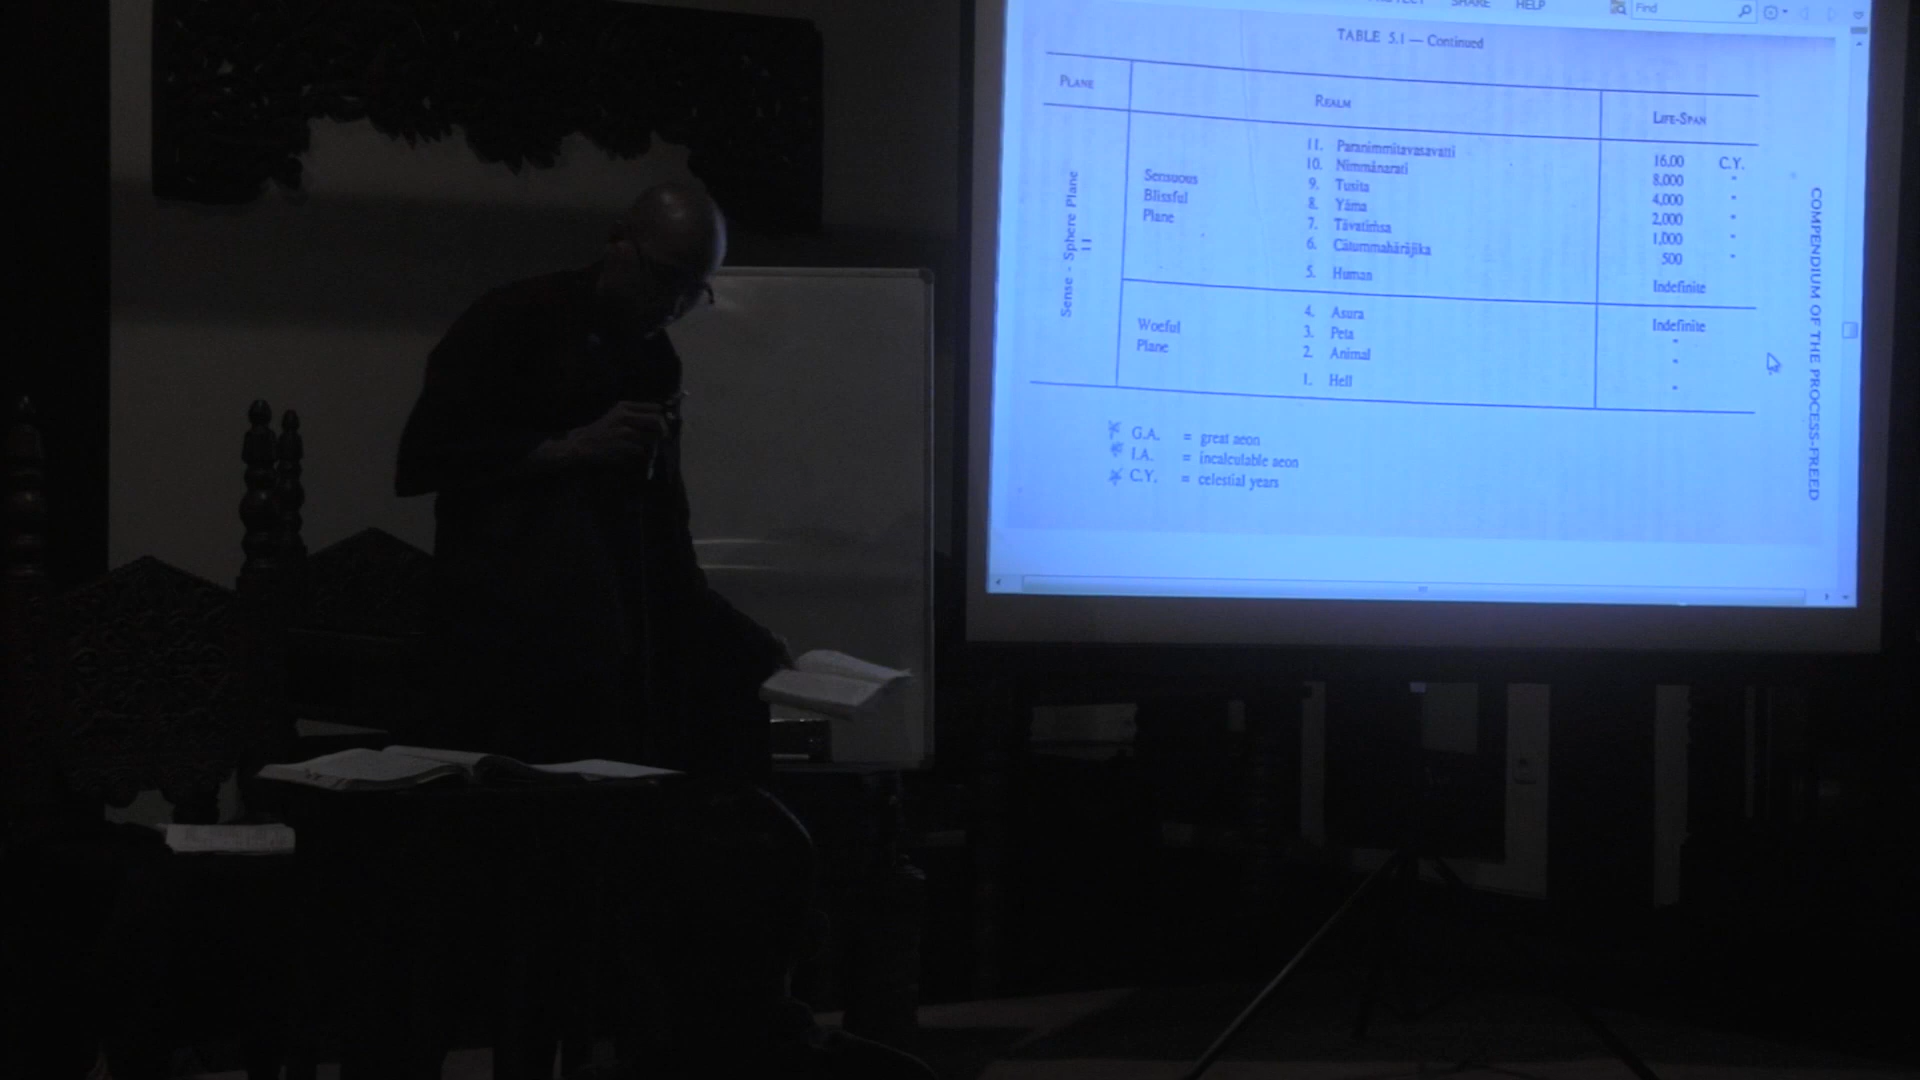 SHARE HELP Find
TABLE 5.1 — Continued
PLANE REALM LIFE-SPAN
Sense - Sphere Plane 11
Sensuous Blissful Plane
11. Paranimmitavasavatti 16.00 C.Y.
10. Nimmānarati 8,000 "
9. Tusita 4,000 "
8. Yāma 2,000 "
7. Tāvatiṁsa 1,000 "
6. Cātummahārājika 500 "
5. Human Indefinite
Woeful Plane
4. Asura Indefinite
3. Peta "
2. Animal "
1. Hell "
G.A. = great aeon
I.A. = incalculable aeon
C.Y. = celestial years
COMPENDIUM OF THE PROCESS-FREED